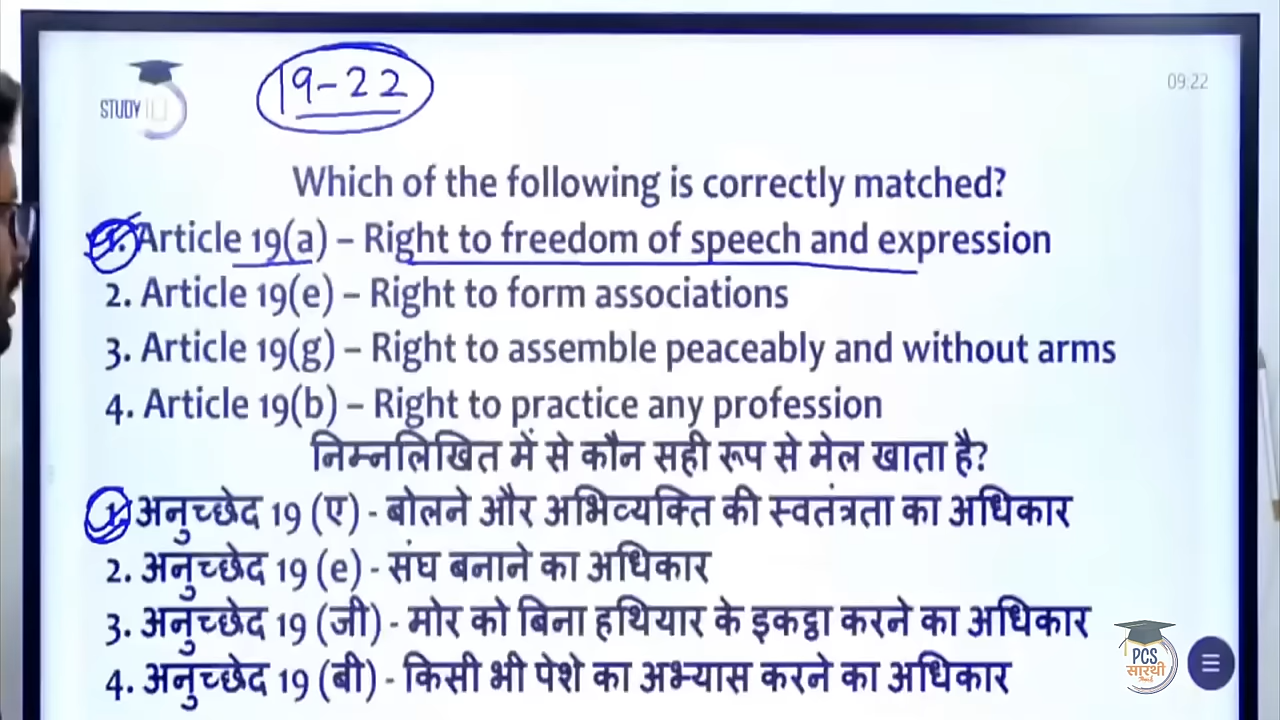 19-22
STUDY
09:22
Which of the following is correctly matched?
1. Article 19(a) – Right to freedom of speech and expression
2. Article 19(e) – Right to form associations
3. Article 19(g) – Right to assemble peaceably and without arms
4. Article 19(b) – Right to practice any profession
निम्नलिखित में से कौन सही रूप से मेल खाता है?
1. अनुच्छेद 19 (ए) - बोलने और अभिव्यक्ति की स्वतंत्रता का अधिकार
2. अनुच्छेद 19 (e) - संघ बनाने का अधिकार
3. अनुच्छेद 19 (जी) - मोर को बिना हथियार के इकट्ठा करने का अधिकार
4. अनुच्छेद 19 (बी) - किसी भी पेशे का अभ्यास करने का अधिकार
PCS
सारथी